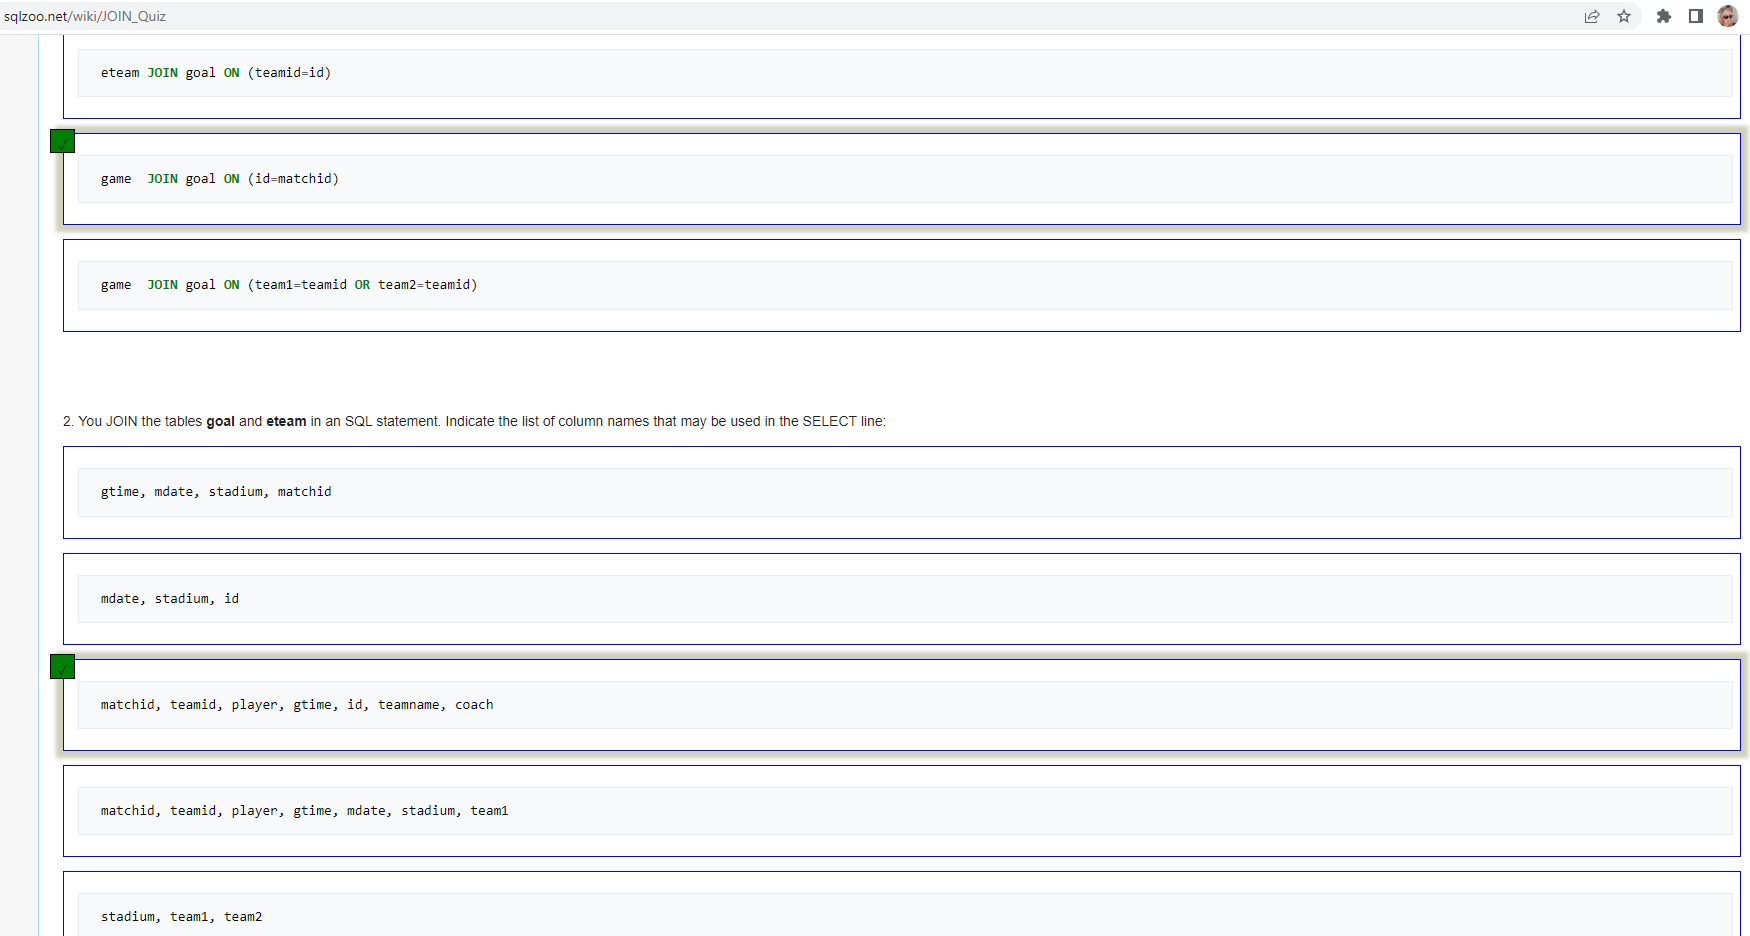 sqlzoo.net/wiki/JOIN_Quiz
eteam JOIN goal ON (teamid=id)
✓
game  JOIN goal ON (id=matchid)
game  JOIN goal ON (team1=teamid OR team2=teamid)
2. You JOIN the tables goal and eteam in an SQL statement. Indicate the list of column names that may be used in the SELECT line:
gtime, mdate, stadium, matchid
mdate, stadium, id
✓
matchid, teamid, player, gtime, id, teamname, coach
matchid, teamid, player, gtime, mdate, stadium, team1
stadium, team1, team2